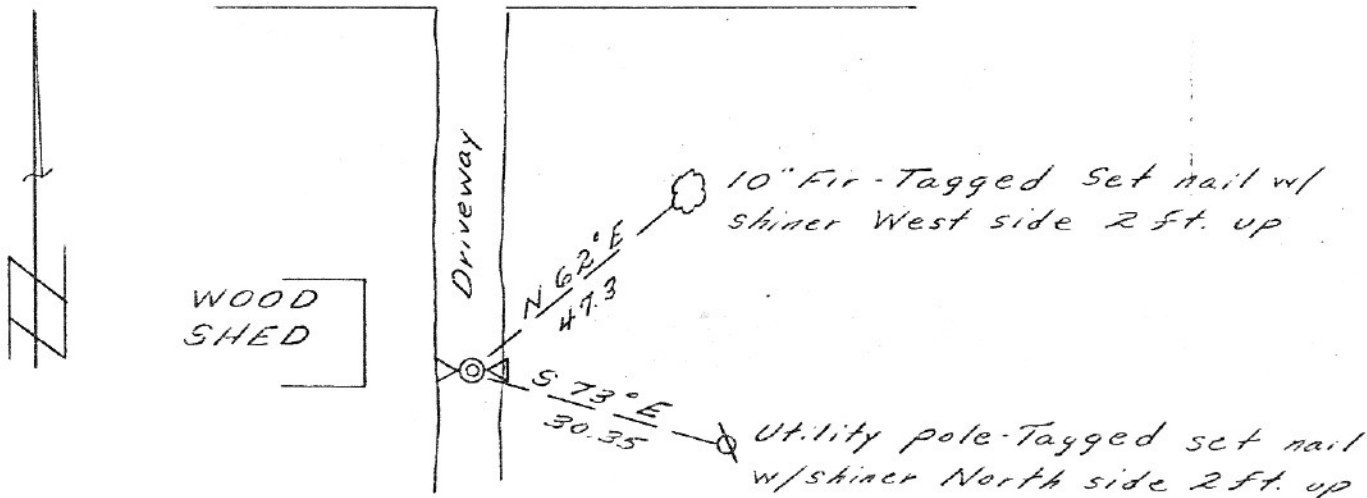 Driveway
10" Fir-Tagged Set nail w/
shiner West side 2 ft. up
N 62° E
47.3
WOOD
SHED
S 73° E
30.35
Utility pole-Tagged set nail
w/shiner North side 2 ft. up